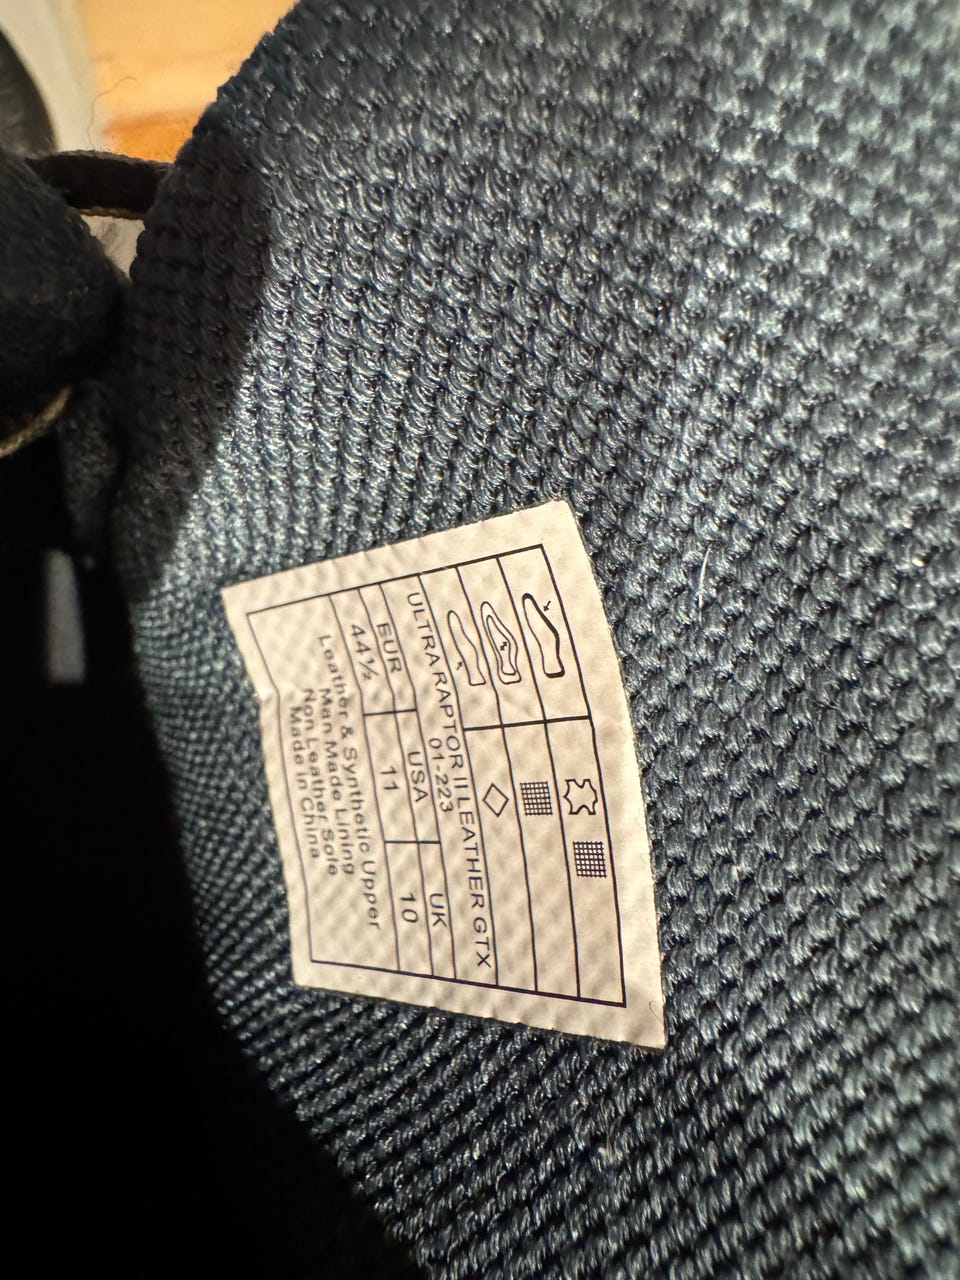 ULTRA RAPTOR II LEATHER GTX
01-223
EUR USA UK
44½ 11 10
Leather & Synthetic Upper
Man Made Lining
Non Leather Sole
Made in China